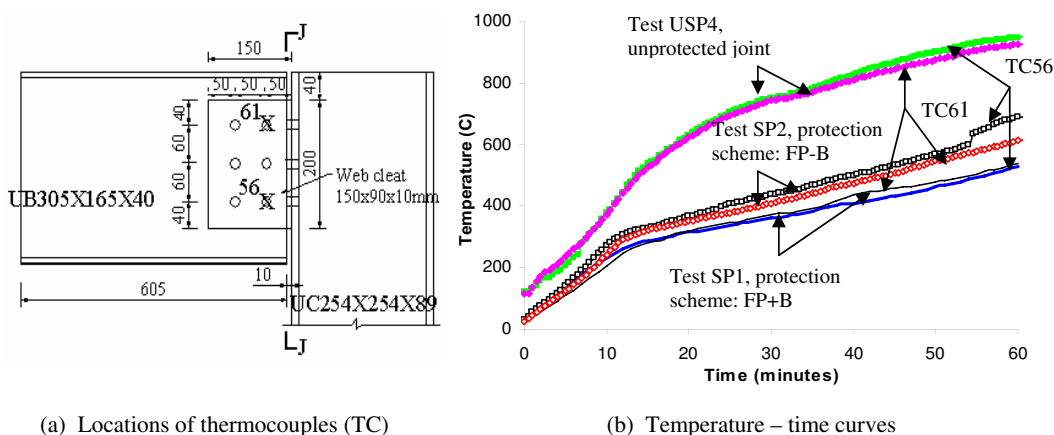 J
150
50 50 50
40
61
X
40
60
60
40
200
56
X
Web cleat
150x90x10mm
UB305X165X40
10
605
UC254X254X89
J
(a) Locations of thermocouples (TC)
1000
800
600
400
200
0
Temperature (C)
0
10
20
30
40
50
60
Time (minutes)
Test USP4,
unprotected joint
TC56
TC61
Test SP2, protection
scheme: FP-B
Test SP1, protection
scheme: FP+B
(b) Temperature – time curves